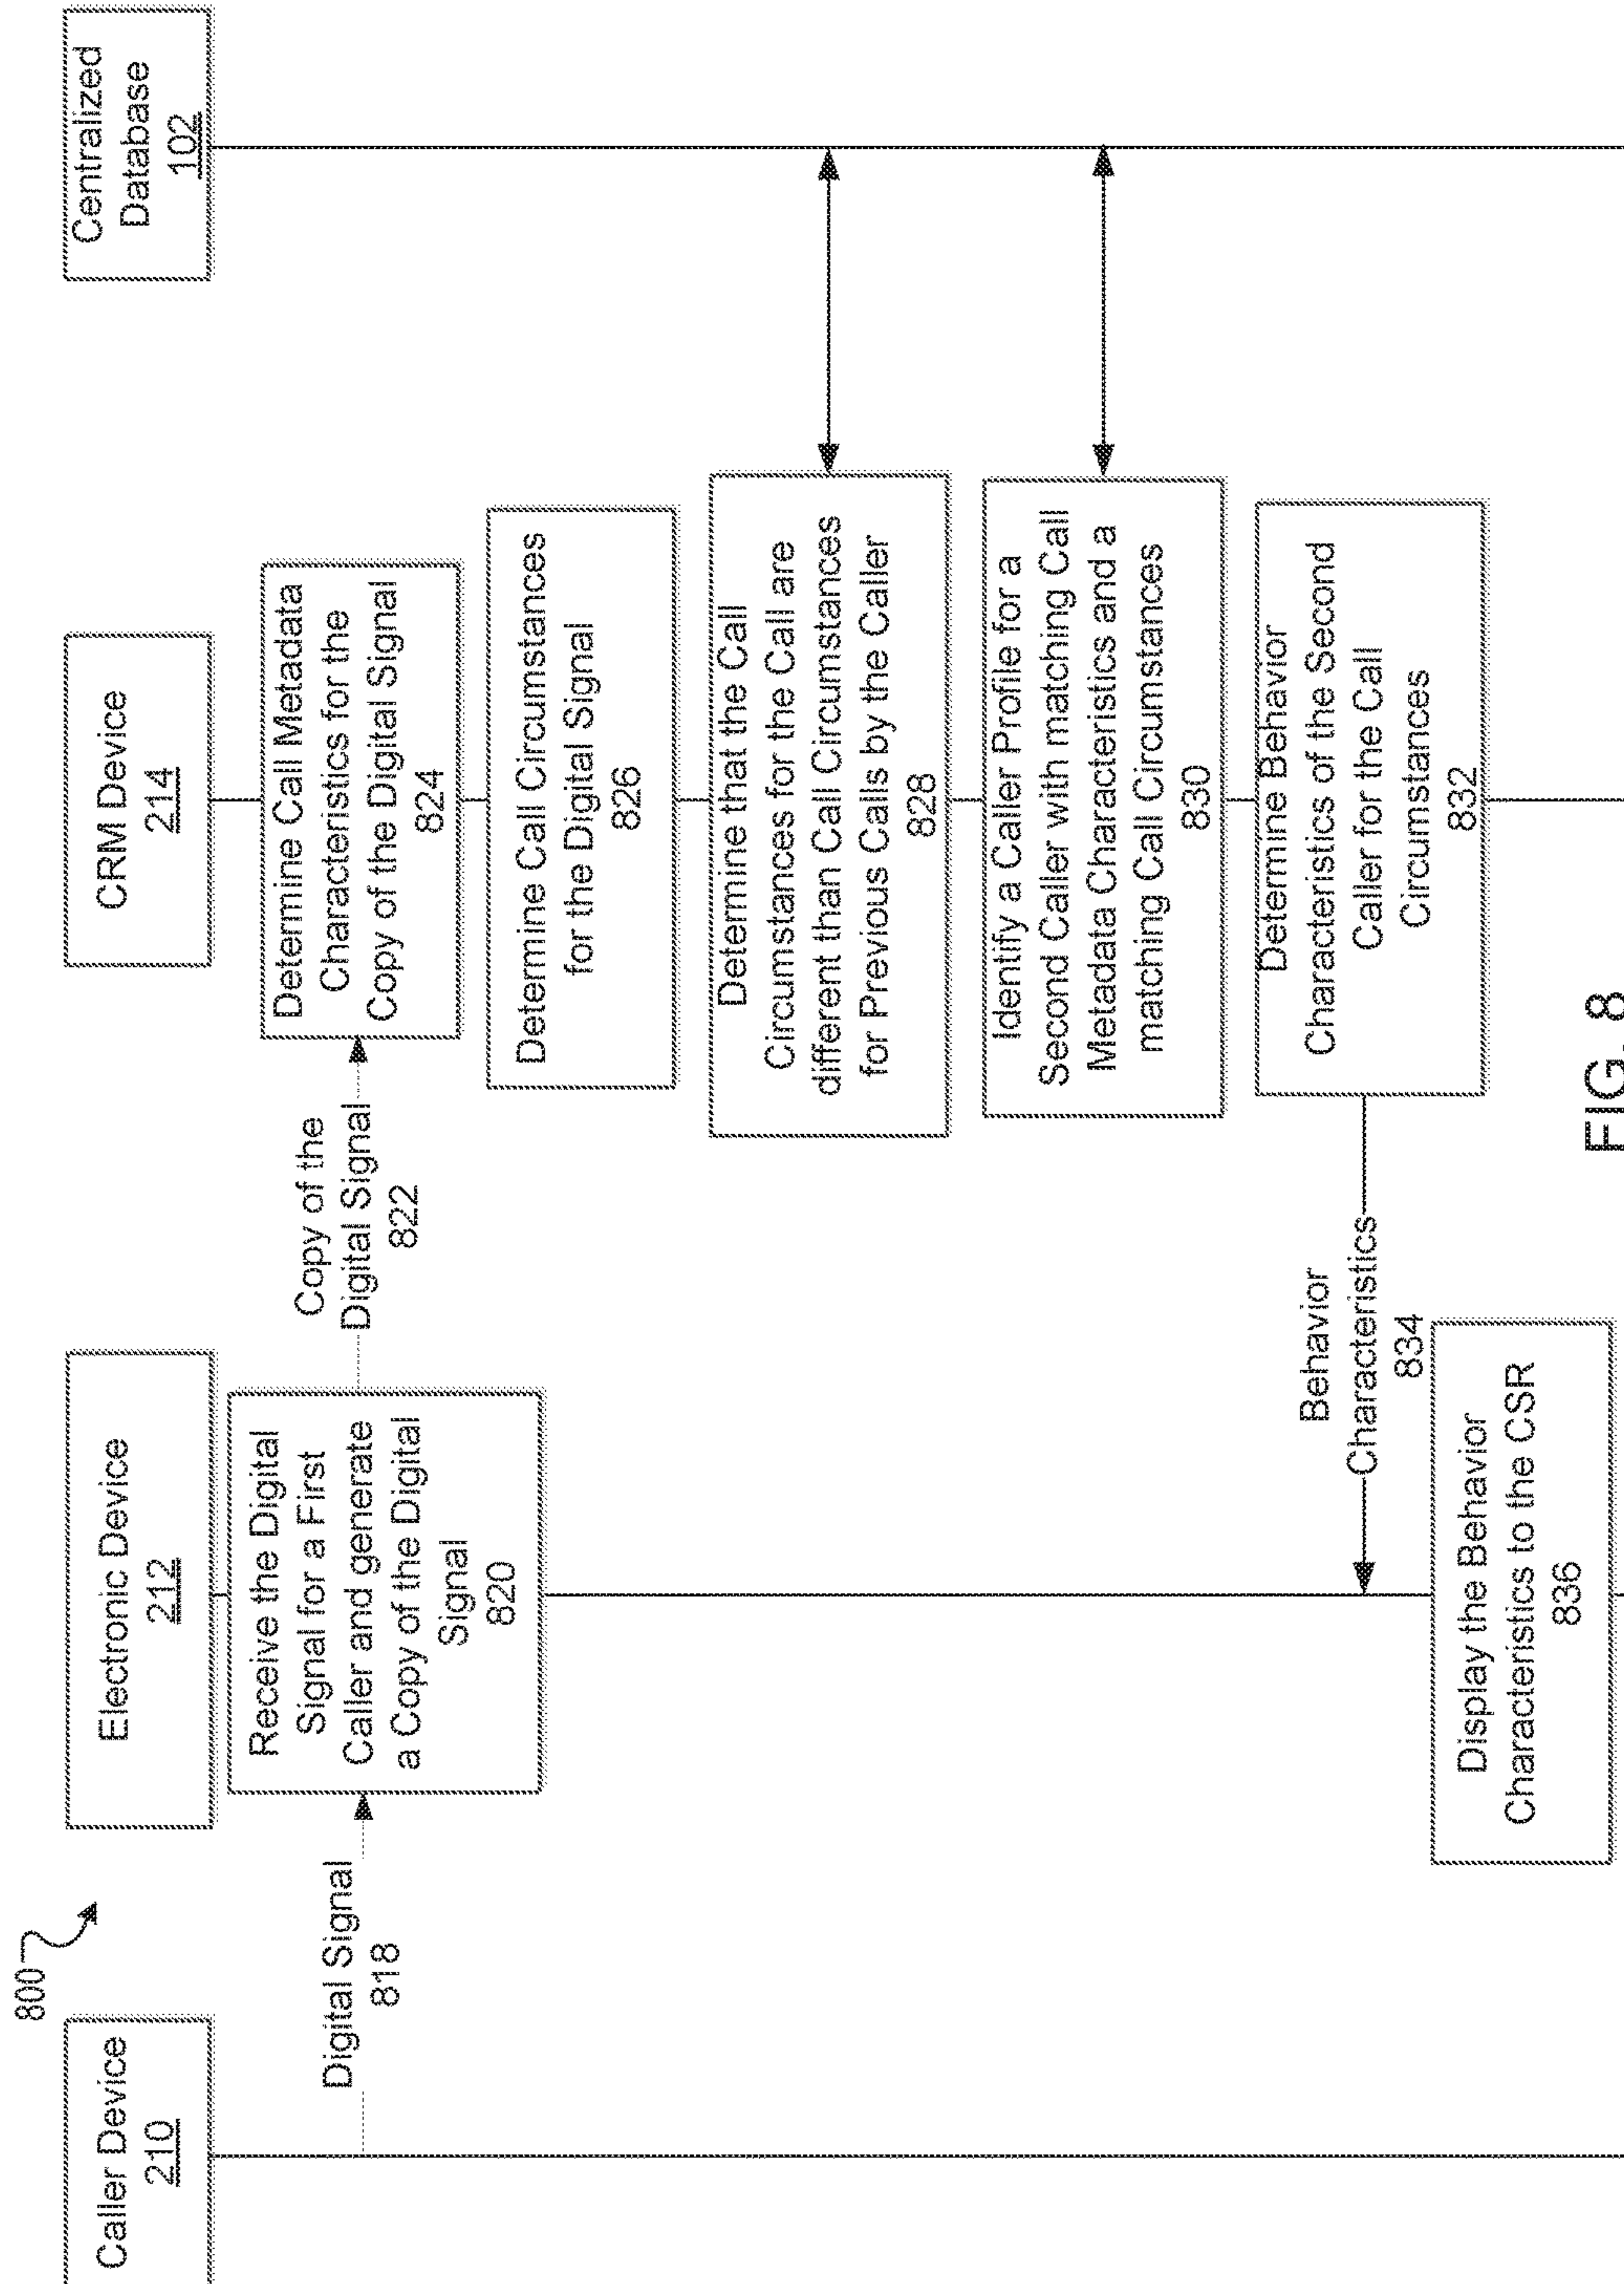 800
Caller Device
210
Electronic Device
212
CRM Device
214
Centralized
Database
102
Digital Signal
818
Receive the Digital
Signal for a First
Caller and generate
a Copy of the Digital
Signal
820
Copy of the
Digital Signal
822
Determine Call Metadata
Characteristics for the
Copy of the Digital Signal
824
Determine Call Circumstances
for the Digital Signal
826
Determine that the Call
Circumstances for the Call are
different than Call Circumstances
for Previous Calls by the Caller
828
Identify a Caller Profile for a
Second Caller with matching Call
Metadata Characteristics and a
matching Call Circumstances
830
Determine Behavior
Characteristics of the Second
Caller for the Call
Circumstances
832
Behavior
Characteristics
834
Display the Behavior
Characteristics to the CSR
836
FIG. 8